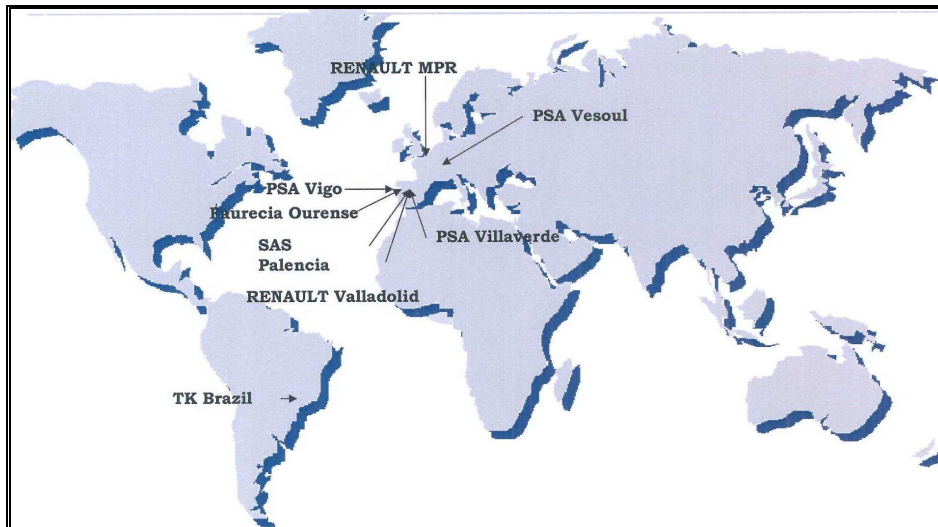 RENAULT MPR
PSA Vesoul
PSA Vigo
Faurecia Ourense
PSA Villaverde
SAS
Palencia
RENAULT Valladolid
TK Brazil